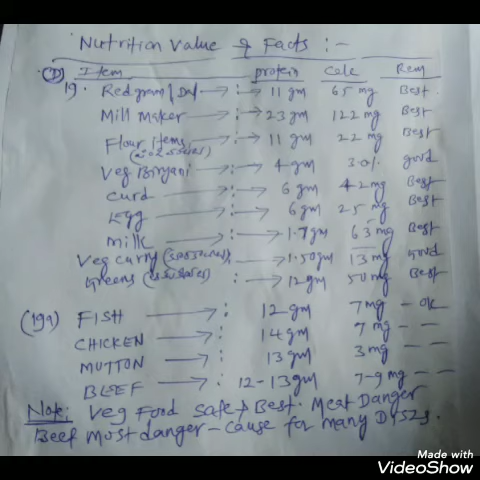 Nutrition Value & Facts :-
(D) Item protein Calc Rem
19. Redgram/Dal → : → 11 gm 65 mg Best
Mill Maker → : → 23 gm 122 mg Best
Flour Items → : → 11 gm 22 mg Best
Veg Biryani → : → 4 gm 3.0% good
Curd → : → 6 gm 42 mg Best
Egg → : → 6 gm 25 mg Best
Milk → : → 1.7 gm 63 mg Best
Veg Curry → 1.50 gm 13 mg Good
Greens : → 12 gm 50 mg Best
(19a) FISH → : 12 gm 7 mg - OK
CHICKEN → : 14 gm 7 mg - -
MUTTON → : 13 gm 3 mg - -
BEEF → : 12-13 gm 7-9 mg - -
Note: Veg Food Safe & Best. Meat Danger
Beef Most danger - Cause for many
Made with
VideoShow